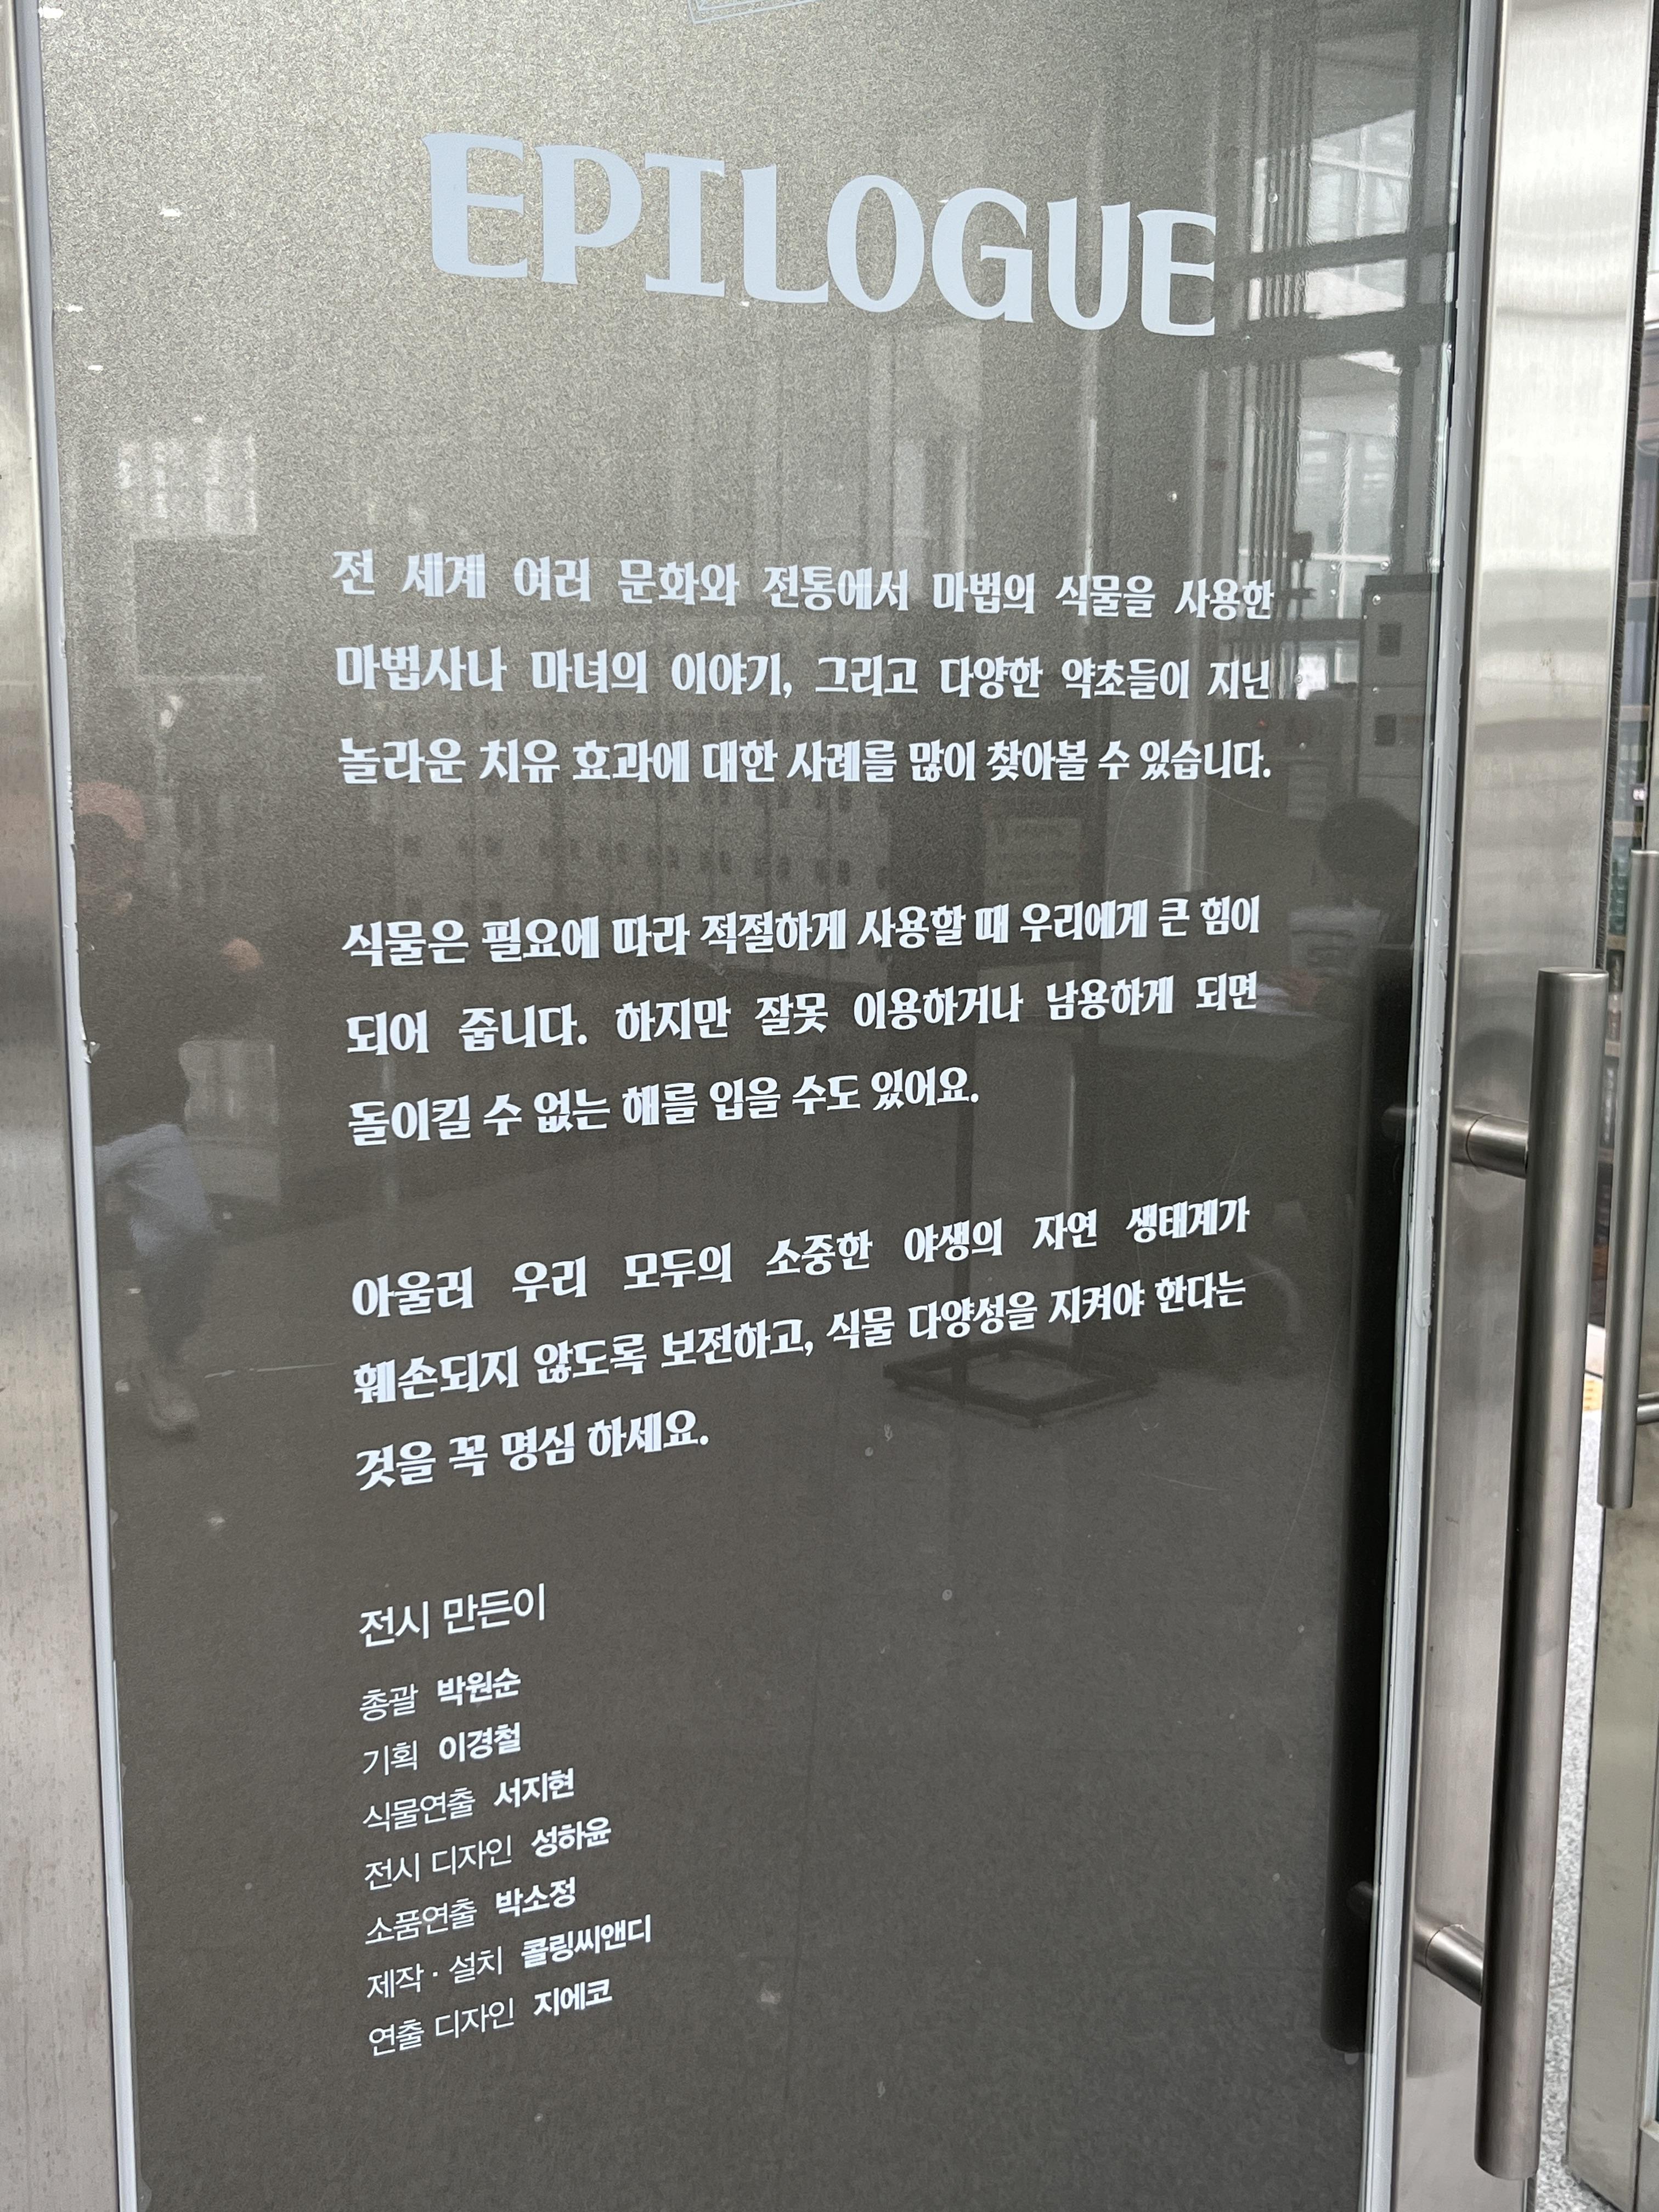 EPILOGUE
전 세계 여러 문화와 전통에서 마법의 식물을 사용한
마법사나 마녀의 이야기, 그리고 다양한 약초들이 지닌
놀라운 치유 효과에 대한 사례를 많이 찾아볼 수 있습니다.
식물은 필요에 따라 적절하게 사용할 때 우리에게 큰 힘이
되어 줍니다. 하지만 잘못 이용하거나 남용하게 되면
돌이킬 수 없는 해를 입을 수도 있어요.
아울러 우리 모두의 소중한 야생의 자연 생태계가
훼손되지 않도록 보전하고, 식물 다양성을 지켜야 한다는
것을 꼭 명심 하세요.
전시 만든이
총괄 박원순
기획 이경철
식물연출 서지현
전시 디자인 성하윤
소품연출 박소정
제작 · 설치 콜링씨앤디
연출 디자인 지에코